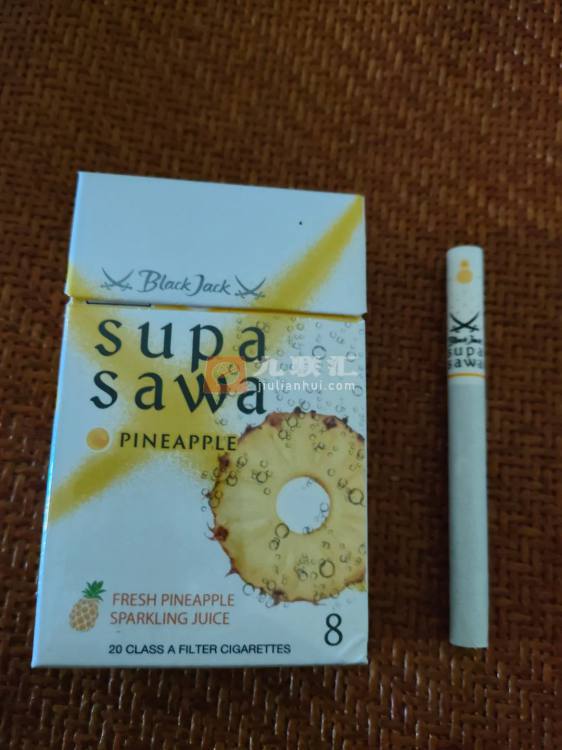 Black Jack
supa
sawa
九联汇
jiulianhui.com
PINEAPPLE
FRESH PINEAPPLE
SPARKLING JUICE
8
20 CLASS A FILTER CIGARETTES
Black Jack
supa
sawa